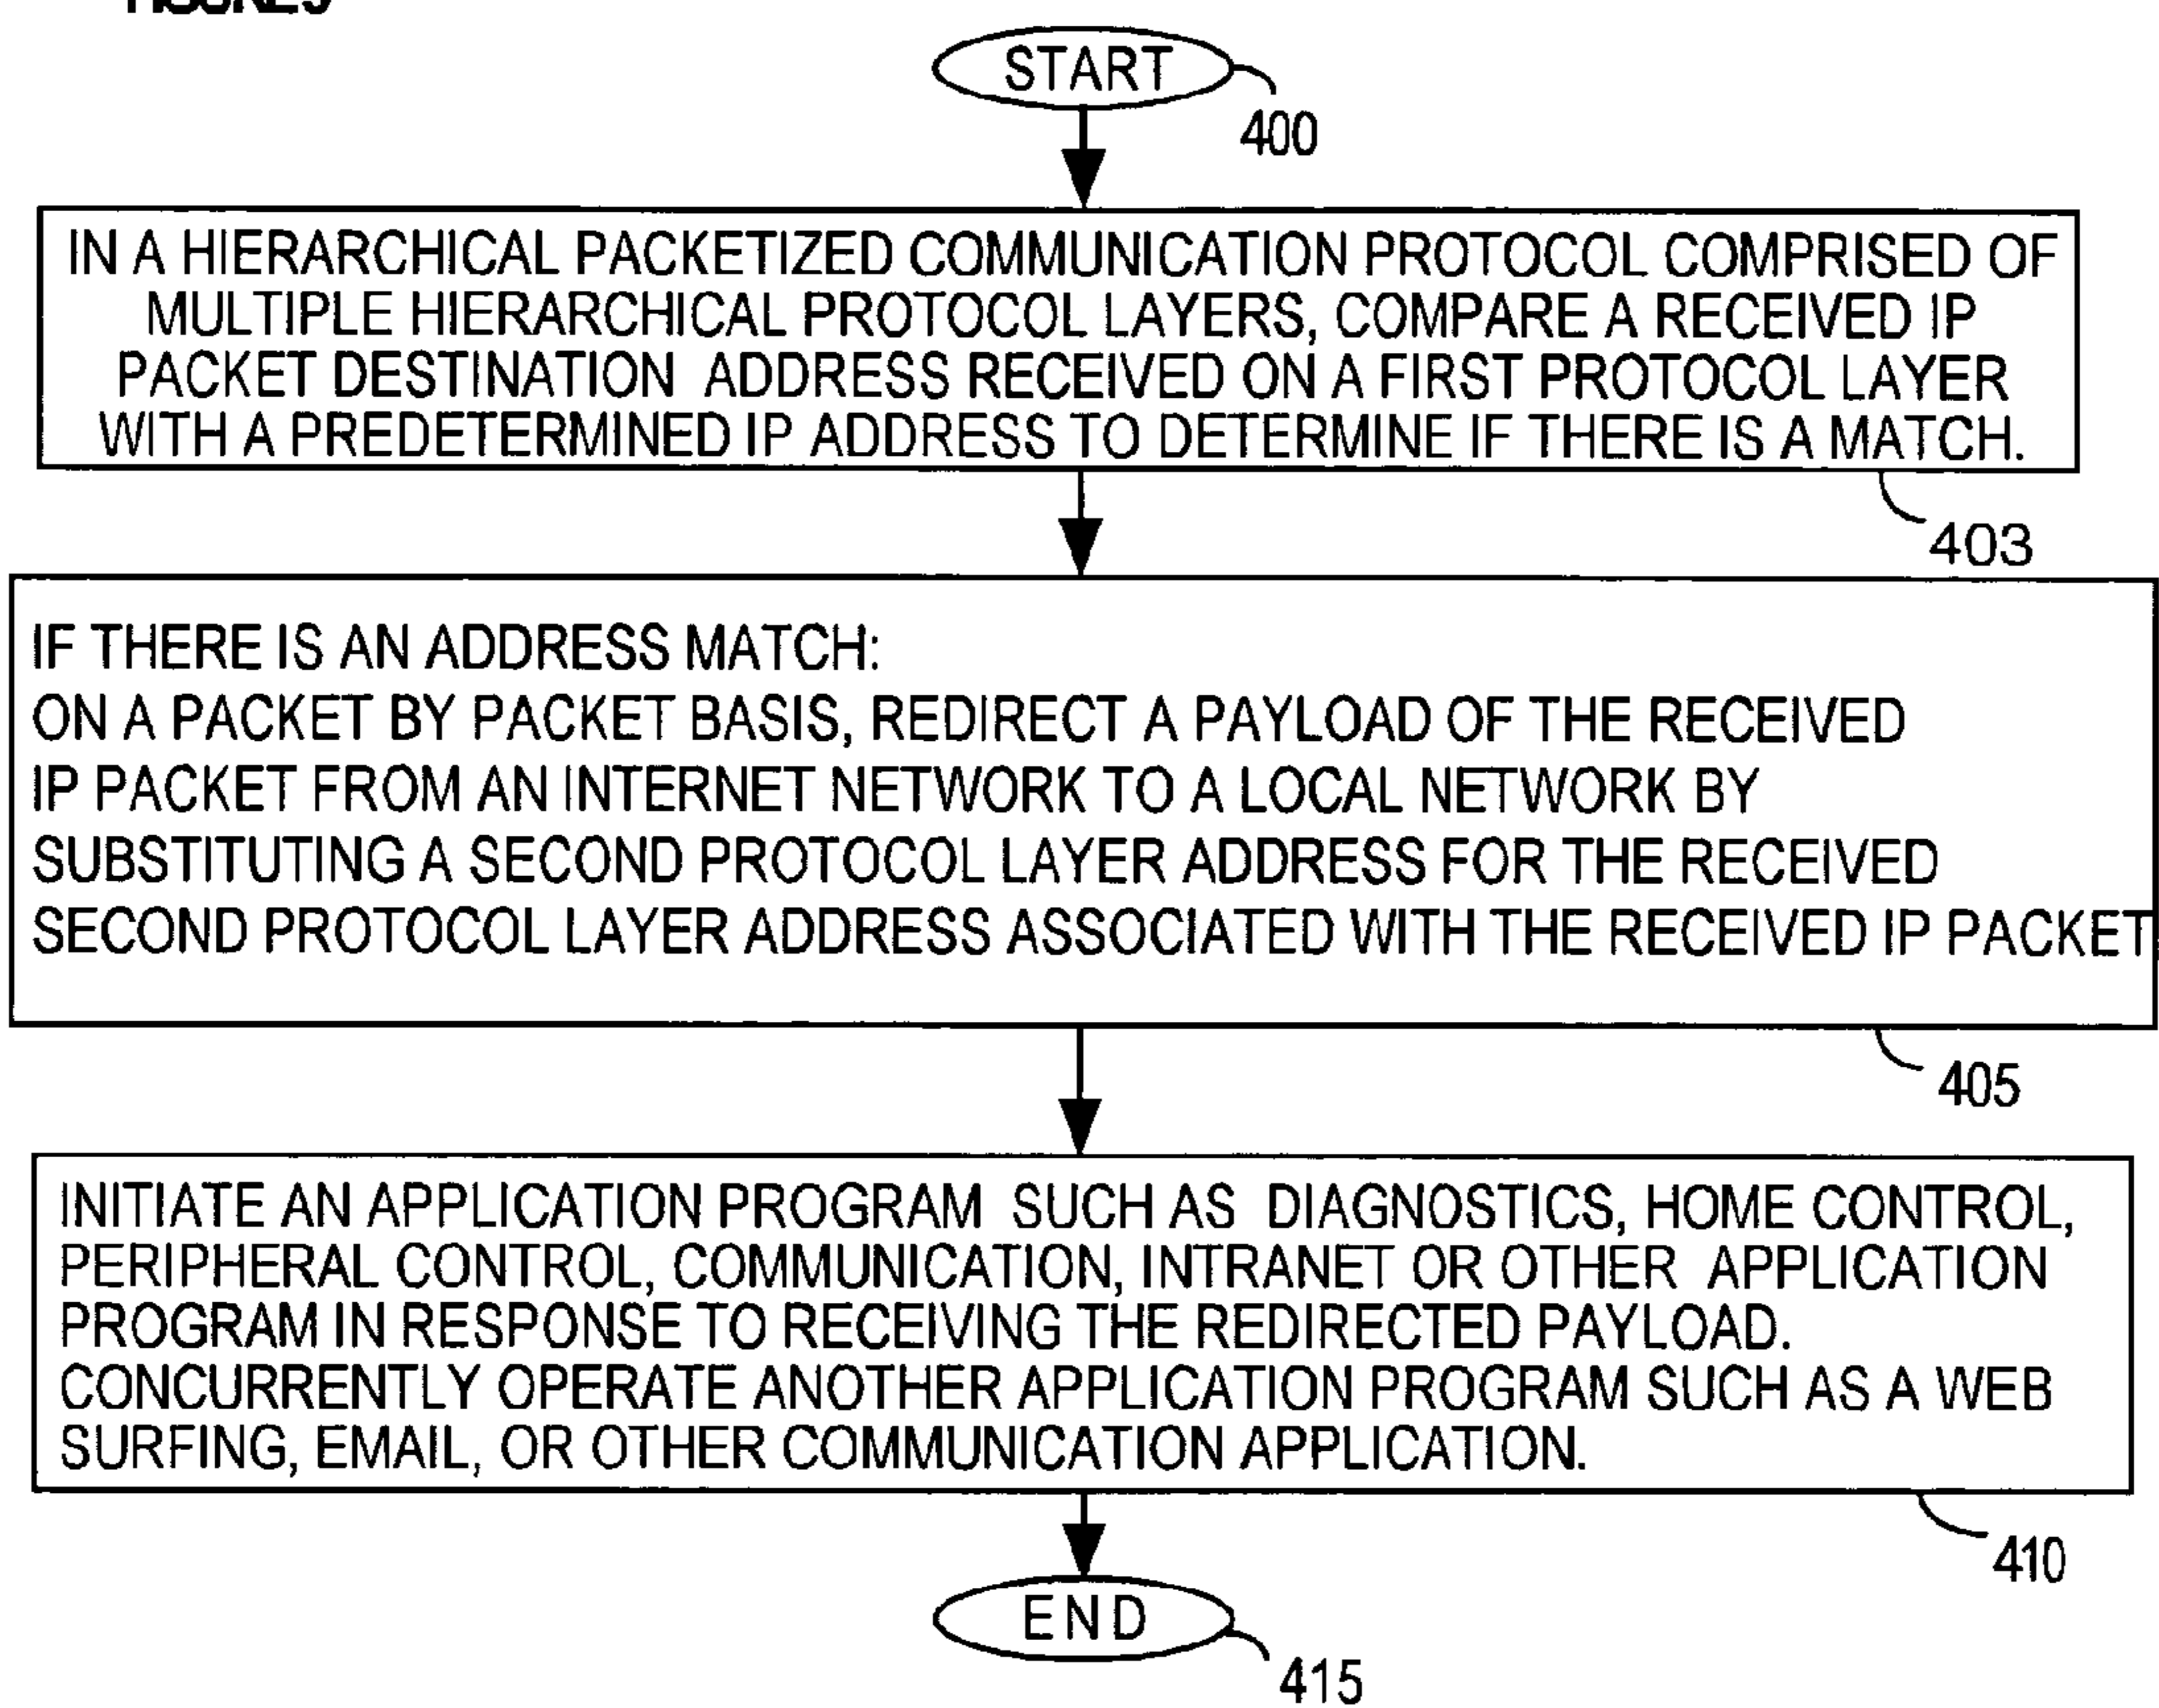 START
400
IN A HIERARCHICAL PACKETIZED COMMUNICATION PROTOCOL COMPRISED OF
MULTIPLE HIERARCHICAL PROTOCOL LAYERS, COMPARE A RECEIVED IP
PACKET DESTINATION ADDRESS RECEIVED ON A FIRST PROTOCOL LAYER
WITH A PREDETERMINED IP ADDRESS TO DETERMINE IF THERE IS A MATCH.
403
IF THERE IS AN ADDRESS MATCH:
ON A PACKET BY PACKET BASIS, REDIRECT A PAYLOAD OF THE RECEIVED
IP PACKET FROM AN INTERNET NETWORK TO A LOCAL NETWORK BY
SUBSTITUTING A SECOND PROTOCOL LAYER ADDRESS FOR THE RECEIVED
SECOND PROTOCOL LAYER ADDRESS ASSOCIATED WITH THE RECEIVED IP PACKET
405
INITIATE AN APPLICATION PROGRAM SUCH AS DIAGNOSTICS, HOME CONTROL,
PERIPHERAL CONTROL, COMMUNICATION, INTRANET OR OTHER APPLICATION
PROGRAM IN RESPONSE TO RECEIVING THE REDIRECTED PAYLOAD.
CONCURRENTLY OPERATE ANOTHER APPLICATION PROGRAM SUCH AS A WEB
SURFING, EMAIL, OR OTHER COMMUNICATION APPLICATION.
410
END
415